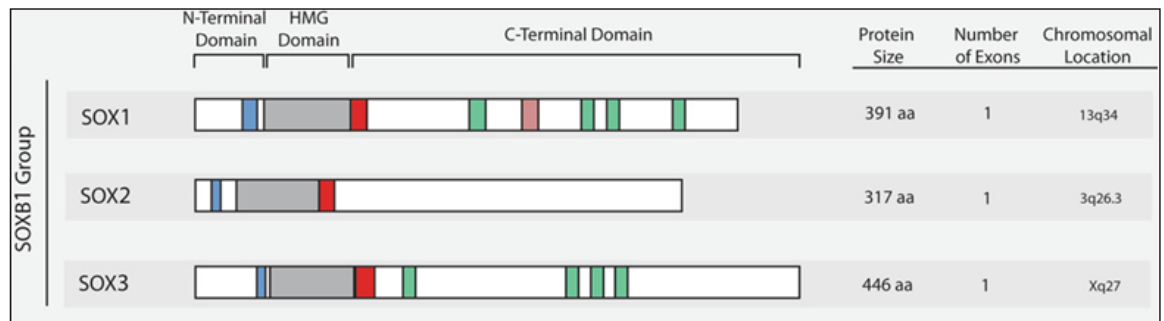 N-Terminal Domain
HMG Domain
C-Terminal Domain
Protein Size
Number of Exons
Chromosomal Location
SOXB1 Group
SOX1
391 aa
1
13q34
SOX2
317 aa
1
3q26.3
SOX3
446 aa
1
Xq27